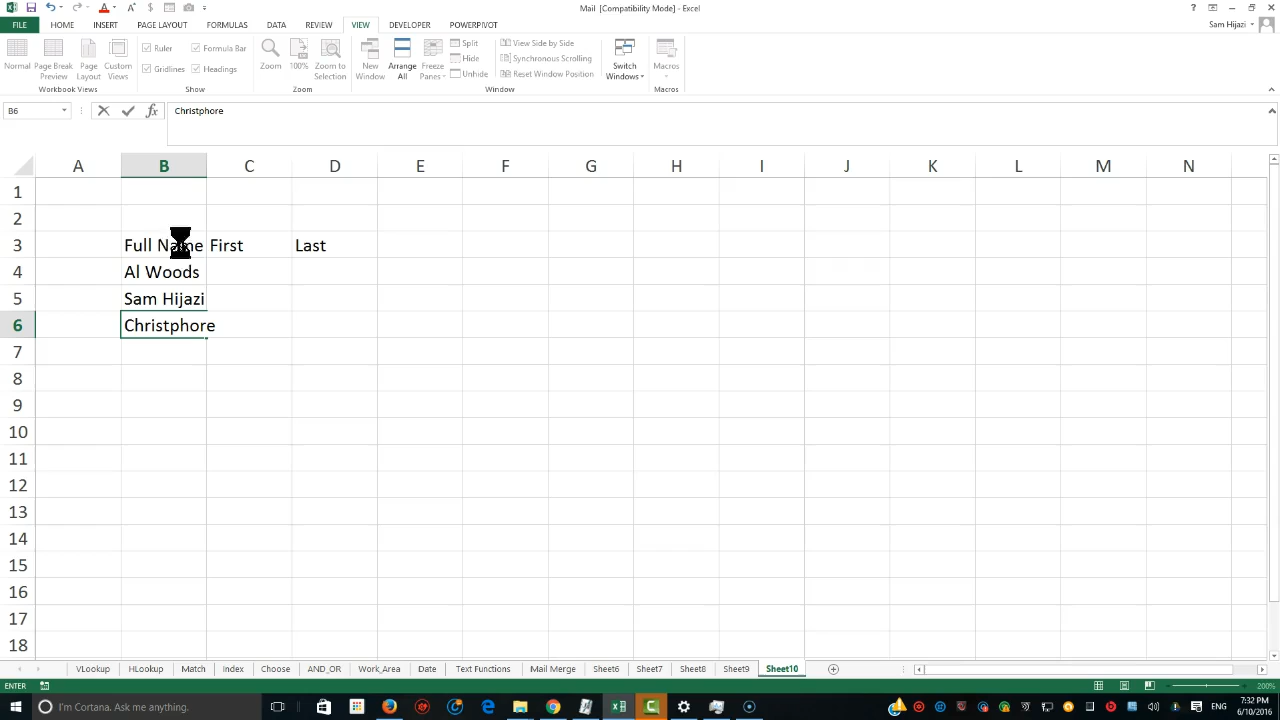 Mail [Compatibility Mode] - Excel
FILE HOME INSERT PAGE LAYOUT FORMULAS DATA REVIEW VIEW DEVELOPER POWERPIVOT
Sam Hijazi
Normal
Page Break
Preview
Page
Layout
Custom
Views
Workbook Views
Ruler
Formula Bar
Gridlines
Headings
Show
Zoom
100%
Zoom to
Selection
Zoom
New
Window
Arrange
All
Freeze
Panes
Split
Hide
Unhide
View Side by Side
Synchronous Scrolling
Reset Window Position
Window
Switch
Windows
Macros
Macros
B6
fx
Christphore
A B C D E F G H I J K L M N
1
2
3 Full Name First Last
4 Al Woods
5 Sam Hijazi
6 Christphore
7
8
9
10
11
12
13
14
15
16
17
18
VLookup HLookup Match Index Choose AND_OR Work_Area Date Text Functions Mail Merge Sheet6 Sheet7 Sheet8 Sheet9 Sheet10
ENTER
200%
I'm Cortana. Ask me anything.
ENG
7:32 PM
6/10/2016